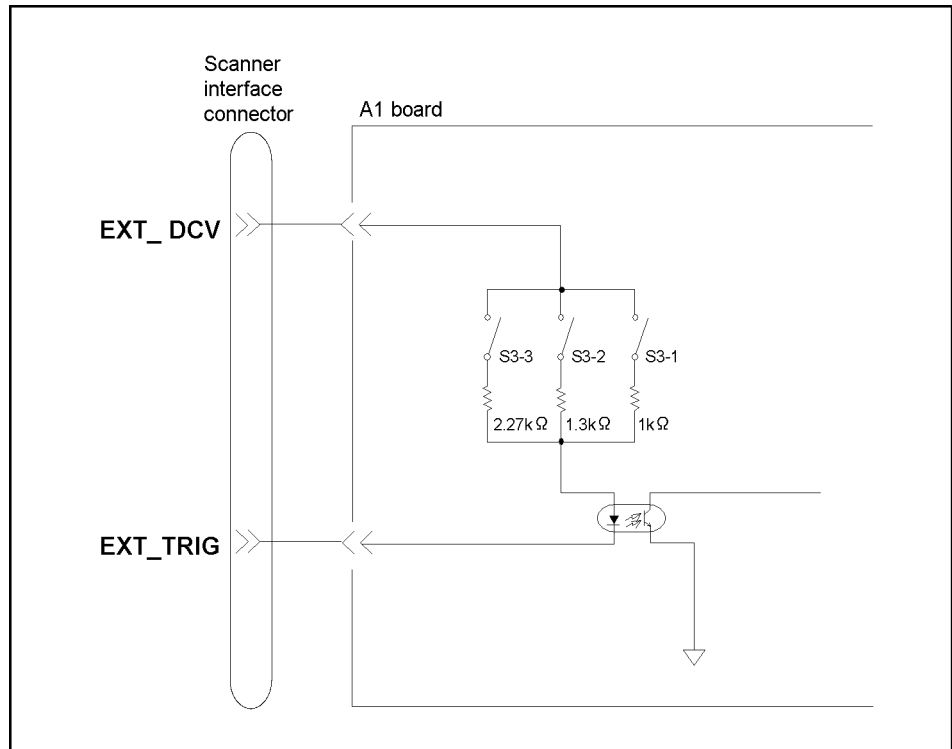 Scanner
interface
connector
A1 board
EXT_ DCV
S3-3
S3-2
S3-1
2.27kΩ
1.3kΩ
1kΩ
EXT_TRIG